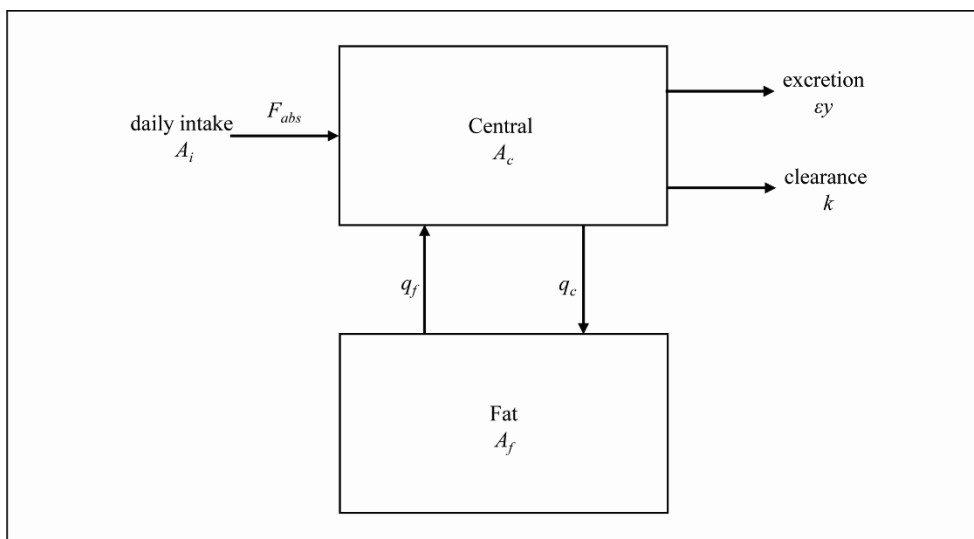 daily intake
A_i
F_abs
Central
A_c
excretion
εy
clearance
k
q_f
q_c
Fat
A_f